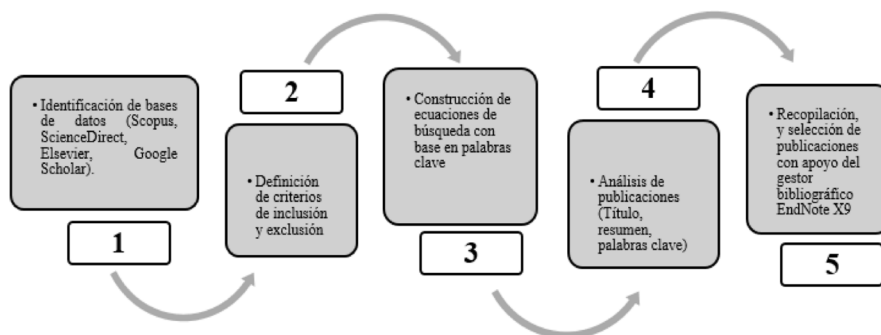 • Identificación de bases
de datos (Scopus,
ScienceDirect,
Elsevier, Google
Scholar).
1
2
• Definición de
criterios de
inclusión
y exclusión
• Construcción de
ecuaciones de
búsqueda con
base en palabras
clave
3
4
• Análisis de
publicaciones
(Título,
resumen,
palabras clave)
• Recopilación,
y selección de
publicaciones
con apoyo del
gestor
bibliográfico
EndNote X9
5